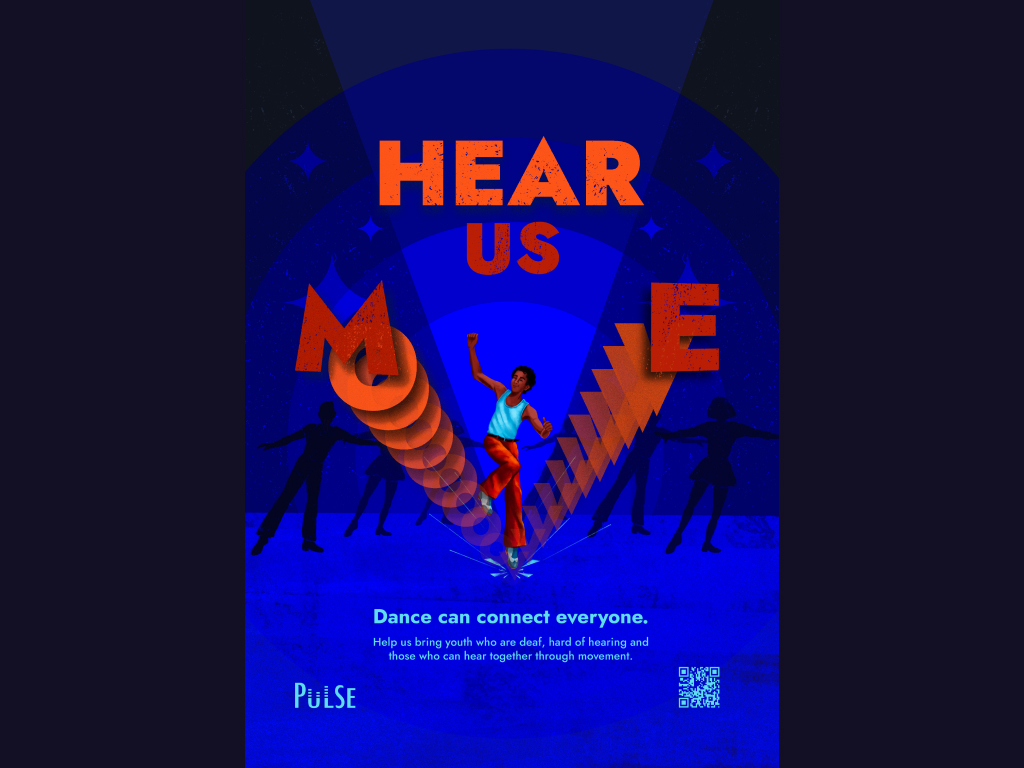 HEAR
US
MOVE
Dance can connect everyone.
Help us bring youth who are deaf, hard of hearing and
those who can hear together through movement.
PULSE